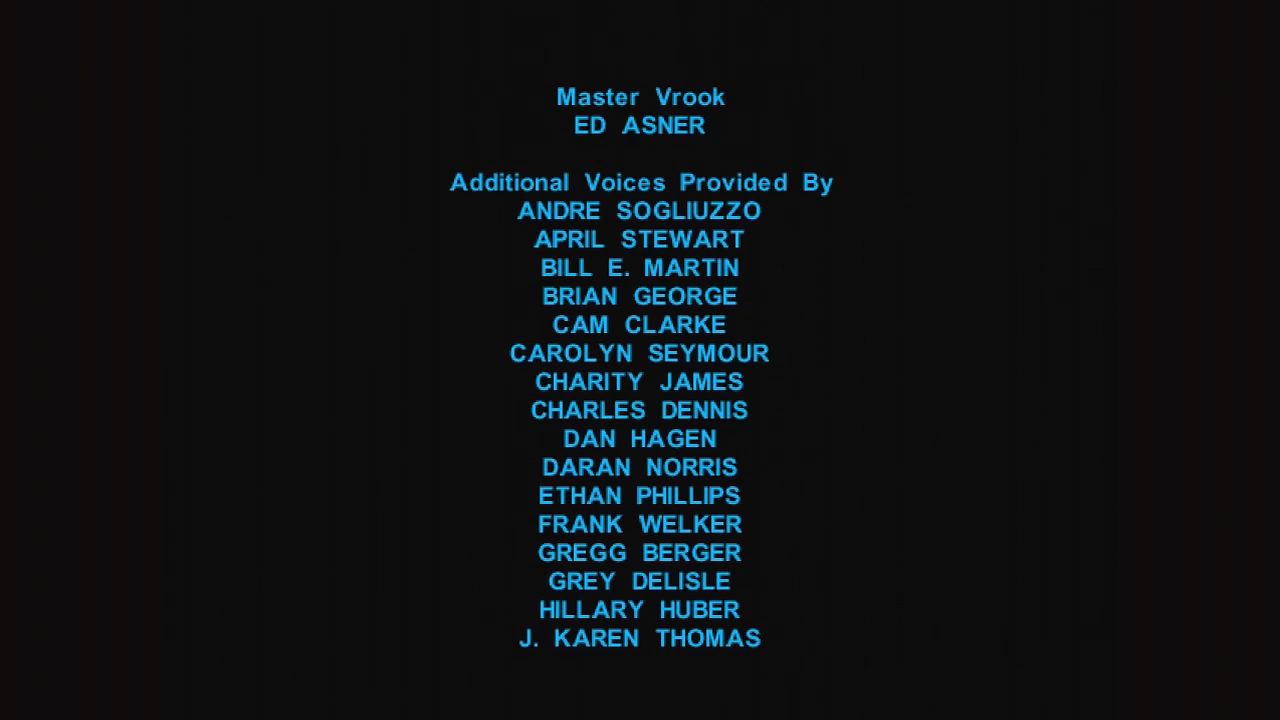 Master Vrook
ED ASNER
Additional Voices Provided By
ANDRE SOGLIUZZO
APRIL STEWART
BILL E. MARTIN
BRIAN GEORGE
CAM CLARKE
CAROLYN SEYMOUR
CHARITY JAMES
CHARLES DENNIS
DAN HAGEN
DARAN NORRIS
ETHAN PHILLIPS
FRANK WELKER
GREGG BERGER
GREY DELISLE
HILLARY HUBER
J. KAREN THOMAS